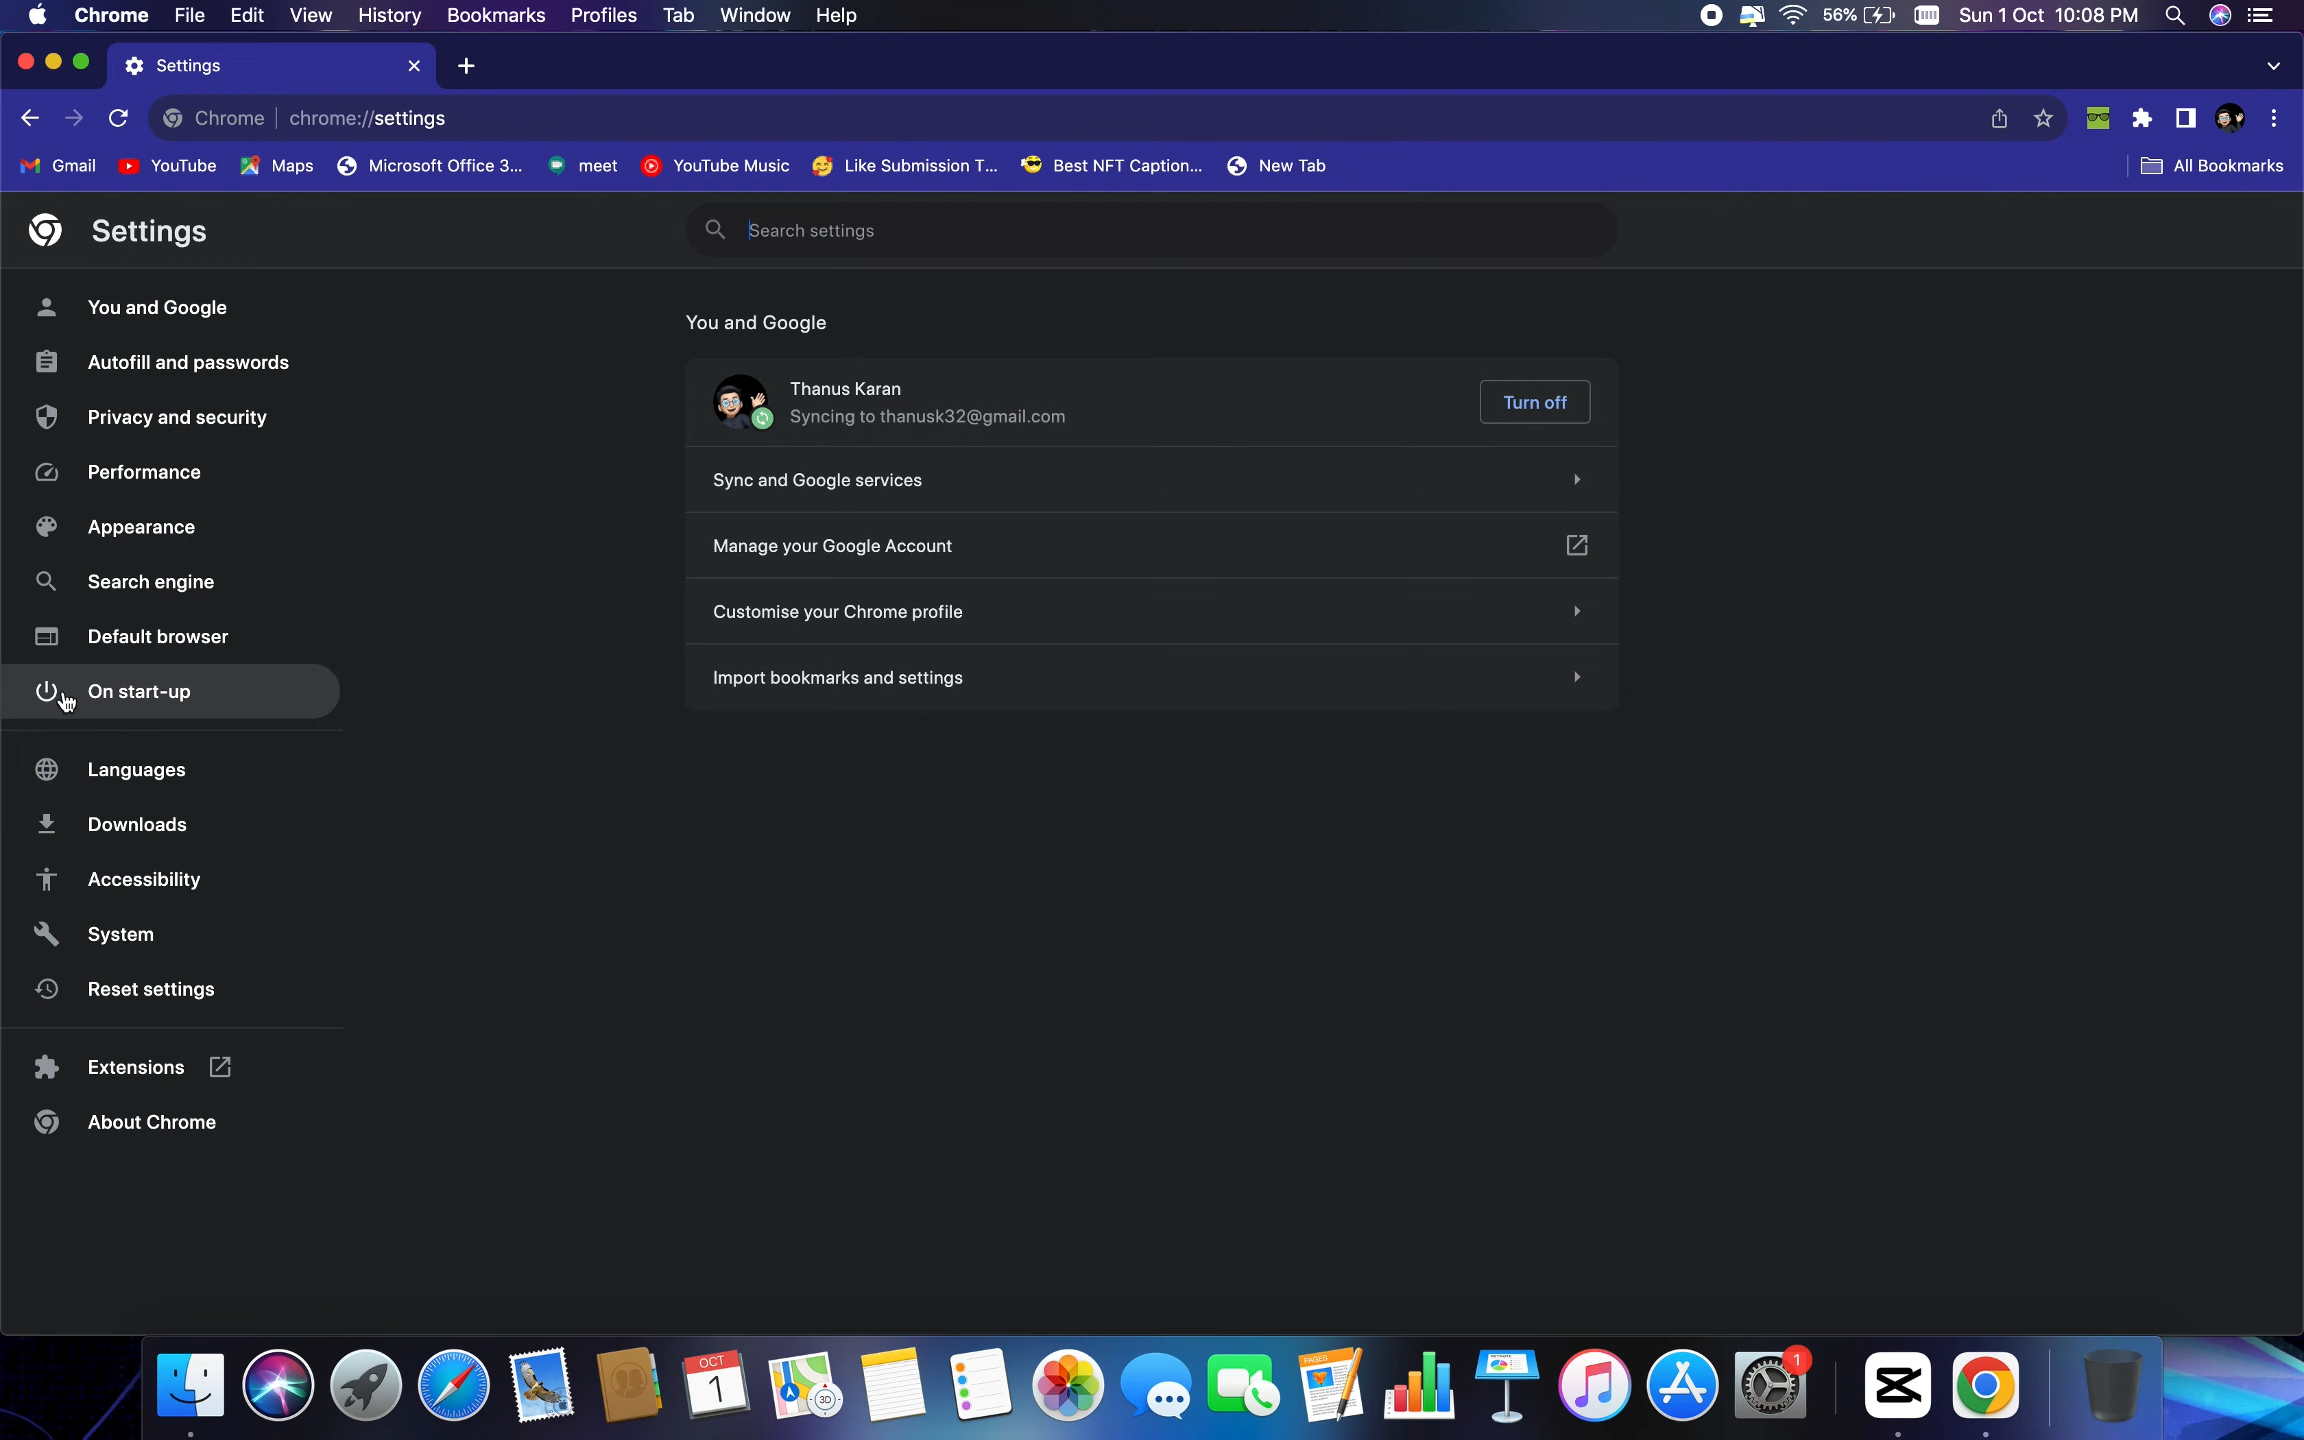 Chrome File Edit View History Bookmarks Profiles Tab Window Help
56% Sun 1 Oct 10:08 PM
Settings
Chrome | chrome://settings
Gmail YouTube Maps Microsoft Office 3... meet YouTube Music Like Submission T... Best NFT Caption... New Tab All Bookmarks
Settings
Search settings
You and Google
Autofill and passwords
Privacy and security
Performance
Appearance
Search engine
Default browser
On start-up
Languages
Downloads
Accessibility
System
Reset settings
Extensions
About Chrome
You and Google
Thanus Karan
Syncing to thanusk32@gmail.com
Turn off
Sync and Google services
Manage your Google Account
Customise your Chrome profile
Import bookmarks and settings
OCT
1
3D
PAGES
1